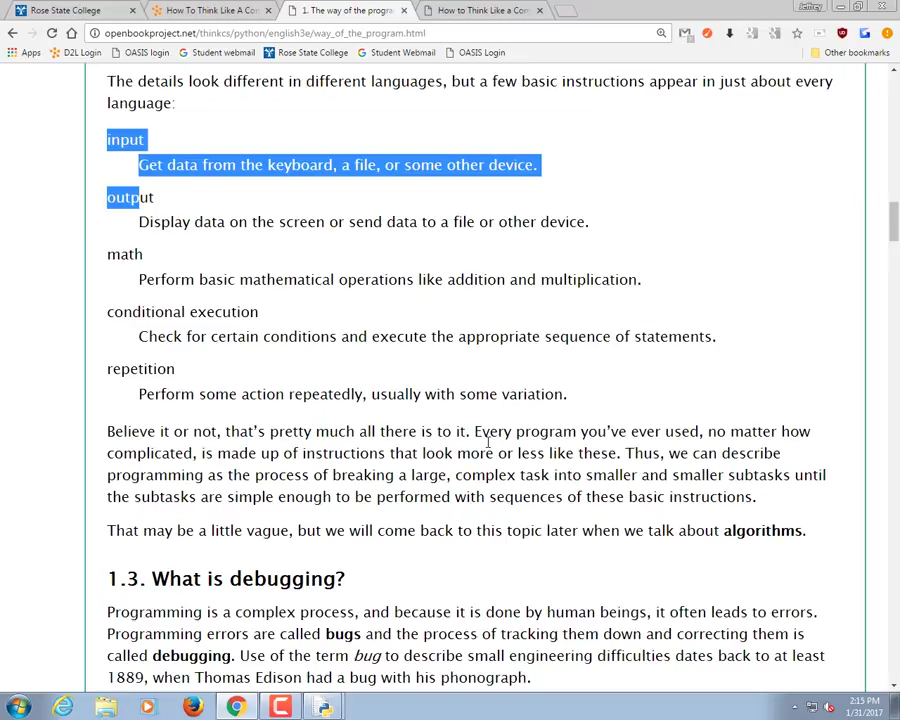 Rose State College
How To Think Like A Com
1. The way of the progra
How to Think Like a Com
Jeffrey
openbookproject.net/thinkcs/python/english3e/way_of_the_program.html
Apps D2L Login OASIS login Student webmail Rose State College Student Webmail OASIS Login Other bookmarks
The details look different in different languages, but a few basic instructions appear in just about every
language:
input
Get data from the keyboard, a file, or some other device.
output
Display data on the screen or send data to a file or other device.
math
Perform basic mathematical operations like addition and multiplication.
conditional execution
Check for certain conditions and execute the appropriate sequence of statements.
repetition
Perform some action repeatedly, usually with some variation.
Believe it or not, that’s pretty much all there is to it. Every program you’ve ever used, no matter how
complicated, is made up of instructions that look more or less like these. Thus, we can describe
programming as the process of breaking a large, complex task into smaller and smaller subtasks until
the subtasks are simple enough to be performed with sequences of these basic instructions.
That may be a little vague, but we will come back to this topic later when we talk about algorithms.
1.3. What is debugging?
Programming is a complex process, and because it is done by human beings, it often leads to errors.
Programming errors are called bugs and the process of tracking them down and correcting them is
called debugging. Use of the term bug to describe small engineering difficulties dates back to at least
1889, when Thomas Edison had a bug with his phonograph.
2:15 PM
1/31/2017